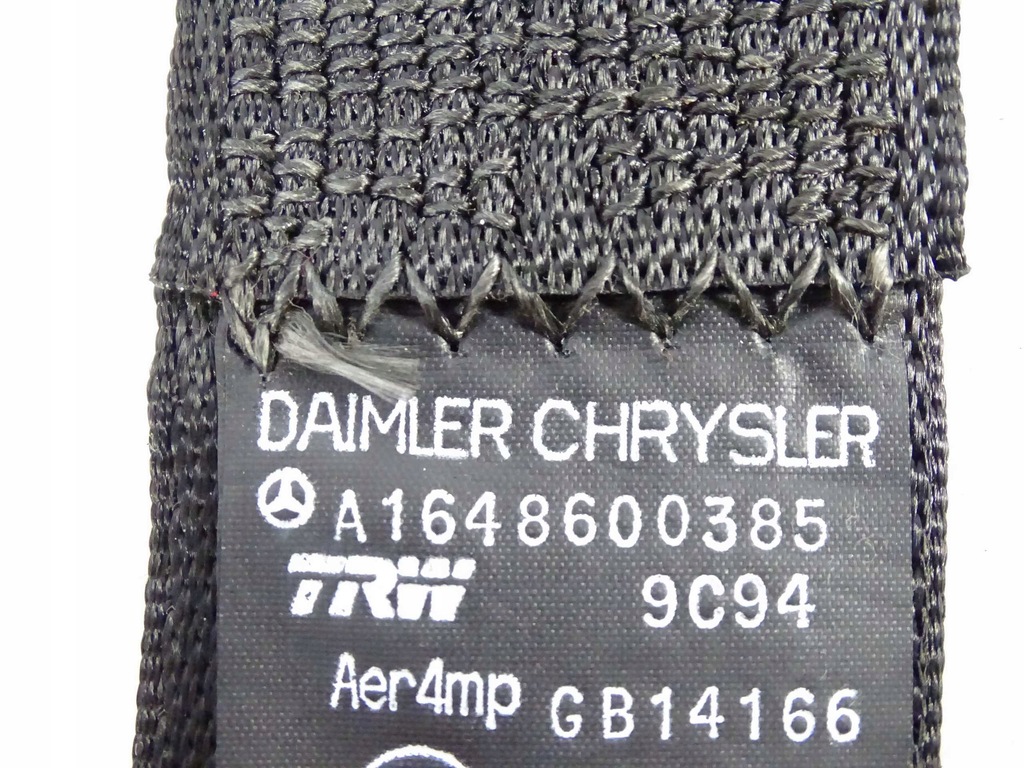 DAIMLER CHRYSLER
A1648600385
TRW 9C94
Aer4mp GB14166